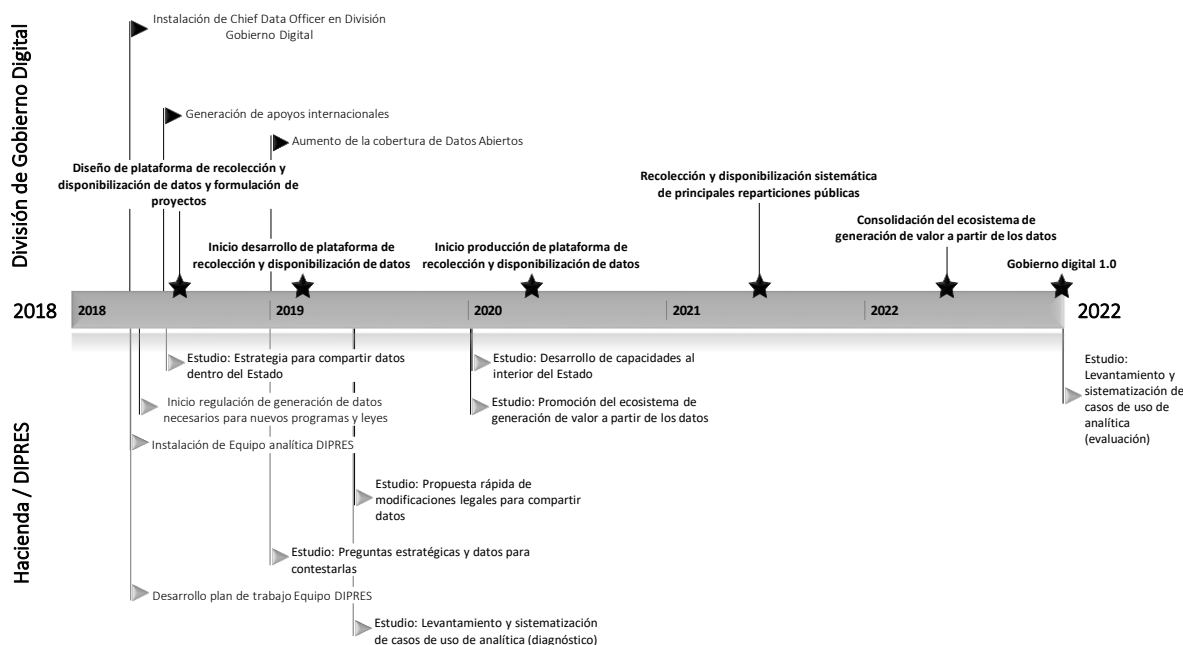 División de Gobierno Digital
Instalación de Chief Data Officer en División
Gobierno Digital
Generación de apoyos internacionales
Aumento de la cobertura de Datos Abiertos
Diseño de plataforma de recolección y
disponibilización de datos y formulación de
proyectos
Recolección y disponibilización sistemática
de principales reparticiones públicas
Inicio desarrollo de plataforma de
recolección y disponibilización de datos
Inicio producción de plataforma de
recolección y disponibilización de datos
Consolidación del ecosistema de
generación de valor a partir de los datos
Gobierno digital 1.0
2018
2018
2019
2020
2021
2022
2022
Hacienda / DIPRES
Estudio: Estrategia para compartir datos
dentro del Estado
Inicio regulación de generación de datos
necesarios para nuevos programas y leyes
Instalación de Equipo analítica DIPRES
Estudio: Desarrollo de capacidades al
interior del Estado
Estudio: Promoción del ecosistema de
generación de valor a partir de los datos
Estudio:
Levantamiento y
sistematización de
casos de uso de
analítica
(evaluación)
Estudio: Propuesta rápida de
modificaciones legales para compartir
datos
Estudio: Preguntas estratégicas y datos para
contestarlas
Desarrollo plan de trabajo Equipo DIPRES
Estudio: Levantamiento y sistematización
de casos de uso de analítica (diagnóstico)